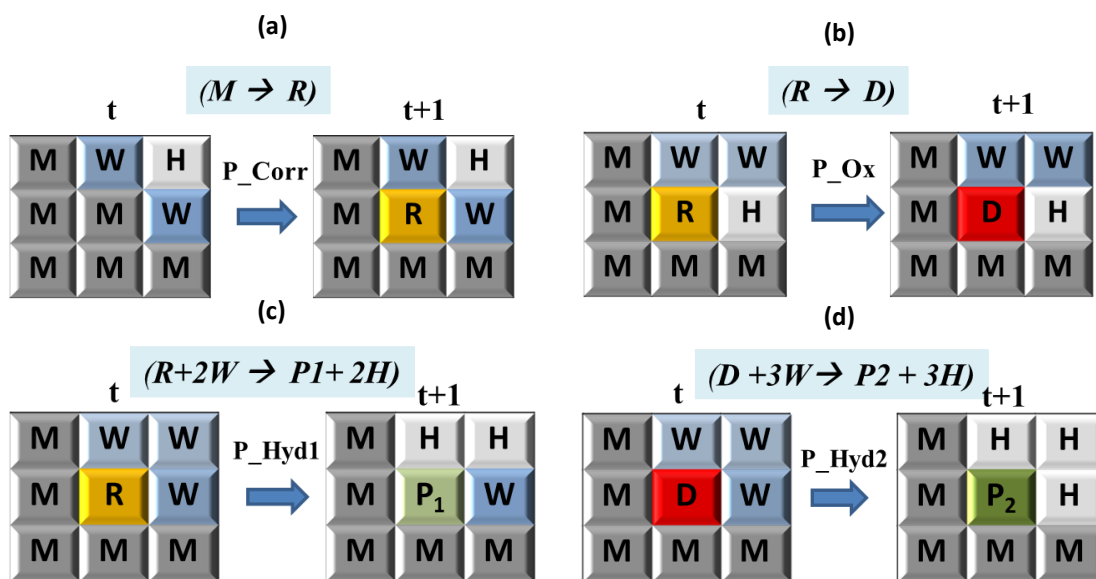 (a)
(M → R)
t t+1
M W H P_Corr M W H
M M W M R W
M M M M M M
(b)
(R → D)
t t+1
M W W P_Ox M W W
M R H M D H
M M M M M M
(c)
(R+2W → P1+ 2H)
t t+1
M W W P_Hyd1 M H H
M R W M P₁ W
M M M M M M
(d)
(D +3W→ P2 + 3H)
t t+1
M W W P_Hyd2 M H H
M D W M P₂ H
M M M M M M